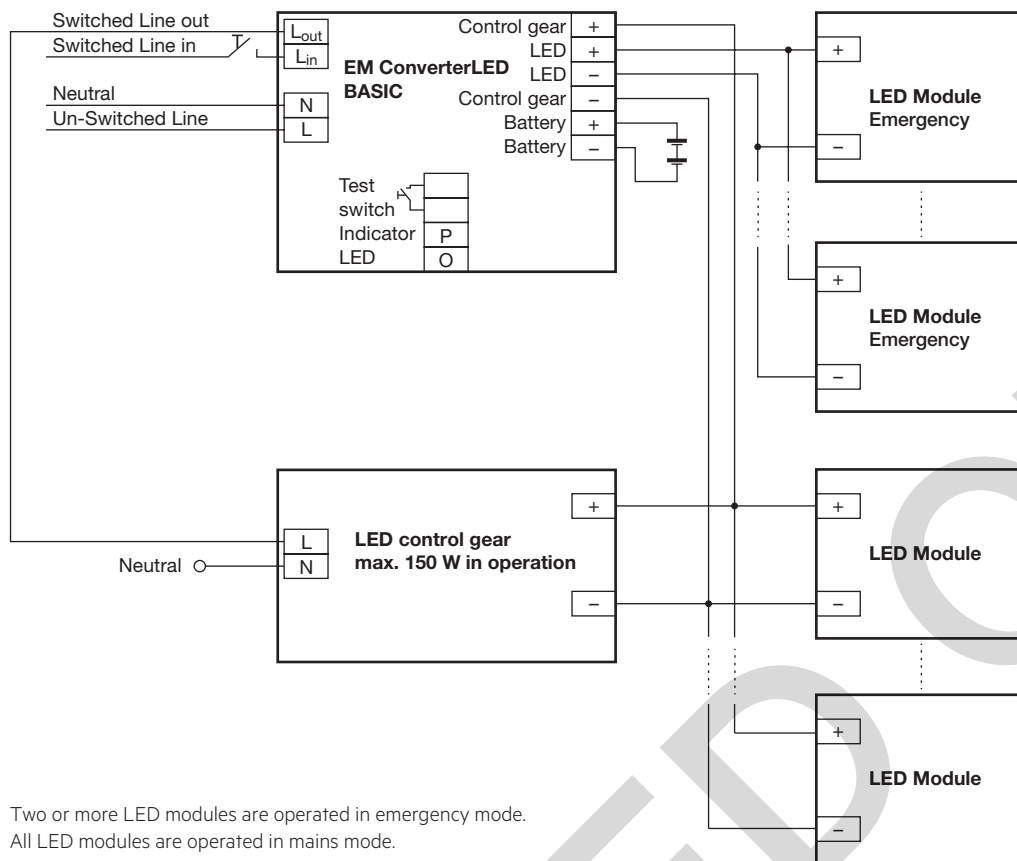 Switched Line out
Switched Line in
Neutral
Un-Switched Line
Lout
Lin
N
L
EM ConverterLED
BASIC
Control gear +
LED +
LED −
Control gear −
Battery +
Battery −
Test
switch
Indicator P
LED O
+
LED Module
Emergency
−
+
LED Module
Emergency
−
Neutral
L
N
LED control gear
max. 150 W in operation
+
−
+
LED Module
−
+
LED Module
−
Two or more LED modules are operated in emergency mode.
All LED modules are operated in mains mode.